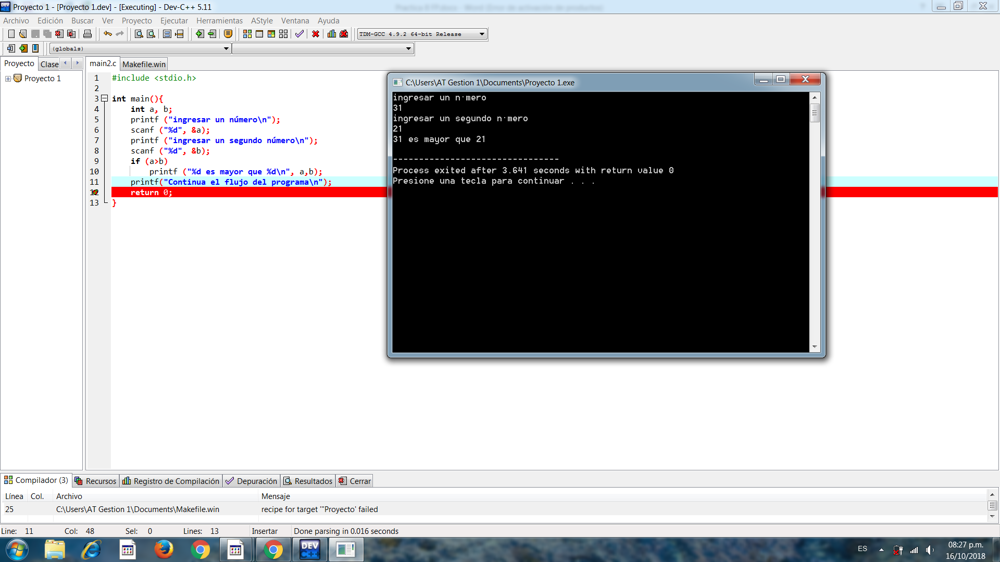 Proyecto 1 - [Proyecto 1.dev] - [Executing] - Dev-C++ 5.11
Archivo Edición Buscar Ver Proyecto Ejecutar Herramientas AStyle Ventana Ayuda
TDM-GCC 4.9.2 64-bit Release
(globals)
Proyecto Clase main2.c Makefile.win
Proyecto 1
1 #include <stdio.h>
2
3 int main(){
4 int a, b;
5 printf ("ingresar un número\n");
6 scanf ("%d", &a);
7 printf ("ingresar un segundo número\n");
8 scanf ("%d", &b);
9 if (a>b)
10 printf ("%d es mayor que %d\n", a,b);
11 printf("Continua el flujo del programa\n");
12 return 0;
13 }
C:\Users\AT Gestion 1\Documents\Proyecto 1.exe
ingresar un n·mero
31
ingresar un segundo n·mero
21
31 es mayor que 21
--------------------------------
Process exited after 3.641 seconds with return value 0
Presione una tecla para continuar . . .
Compilador (3) Recursos Registro de Compilación Depuración Resultados Cerrar
Línea Col. Archivo Mensaje
25 C:\Users\AT Gestion 1\Documents\Makefile.win recipe for target '"Proyecto' failed
Line: 11 Col: 48 Sel: 0 Lines: 13 Insertar Done parsing in 0.016 seconds
DEV C++
ES
08:27 p.m.
16/10/2018